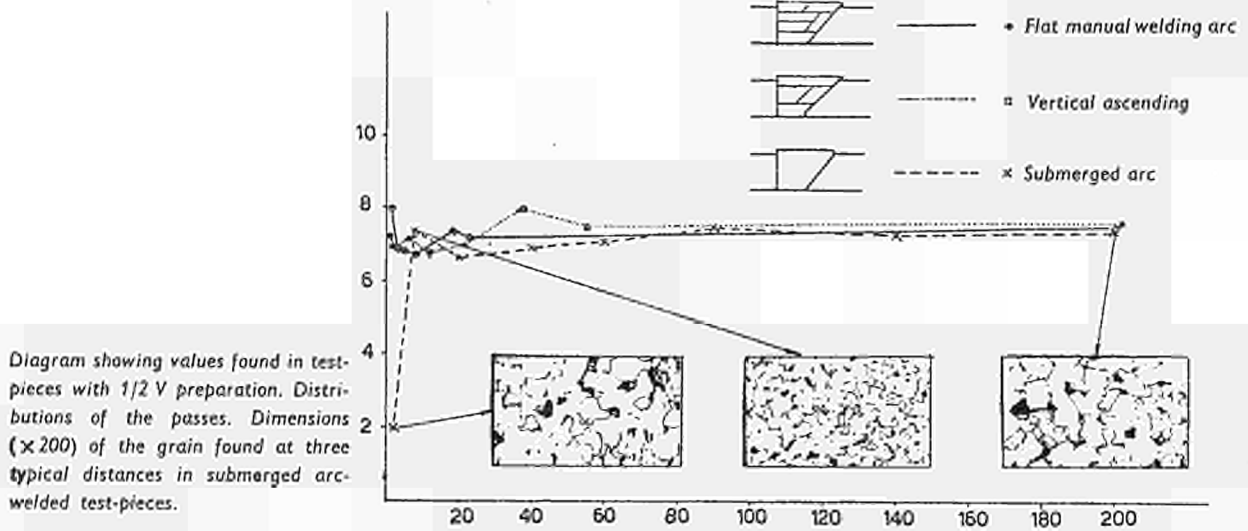 Flat manual welding arc
Vertical ascending
Submerged arc
10
8
6
4
2
20
40
60
80
100
120
140
160
180
200
Diagram showing values found in test-
pieces with 1/2 V preparation. Distri-
butions of the passes. Dimensions
(×200) of the grain found at three
typical distances in submerged arc-
welded test-pieces.